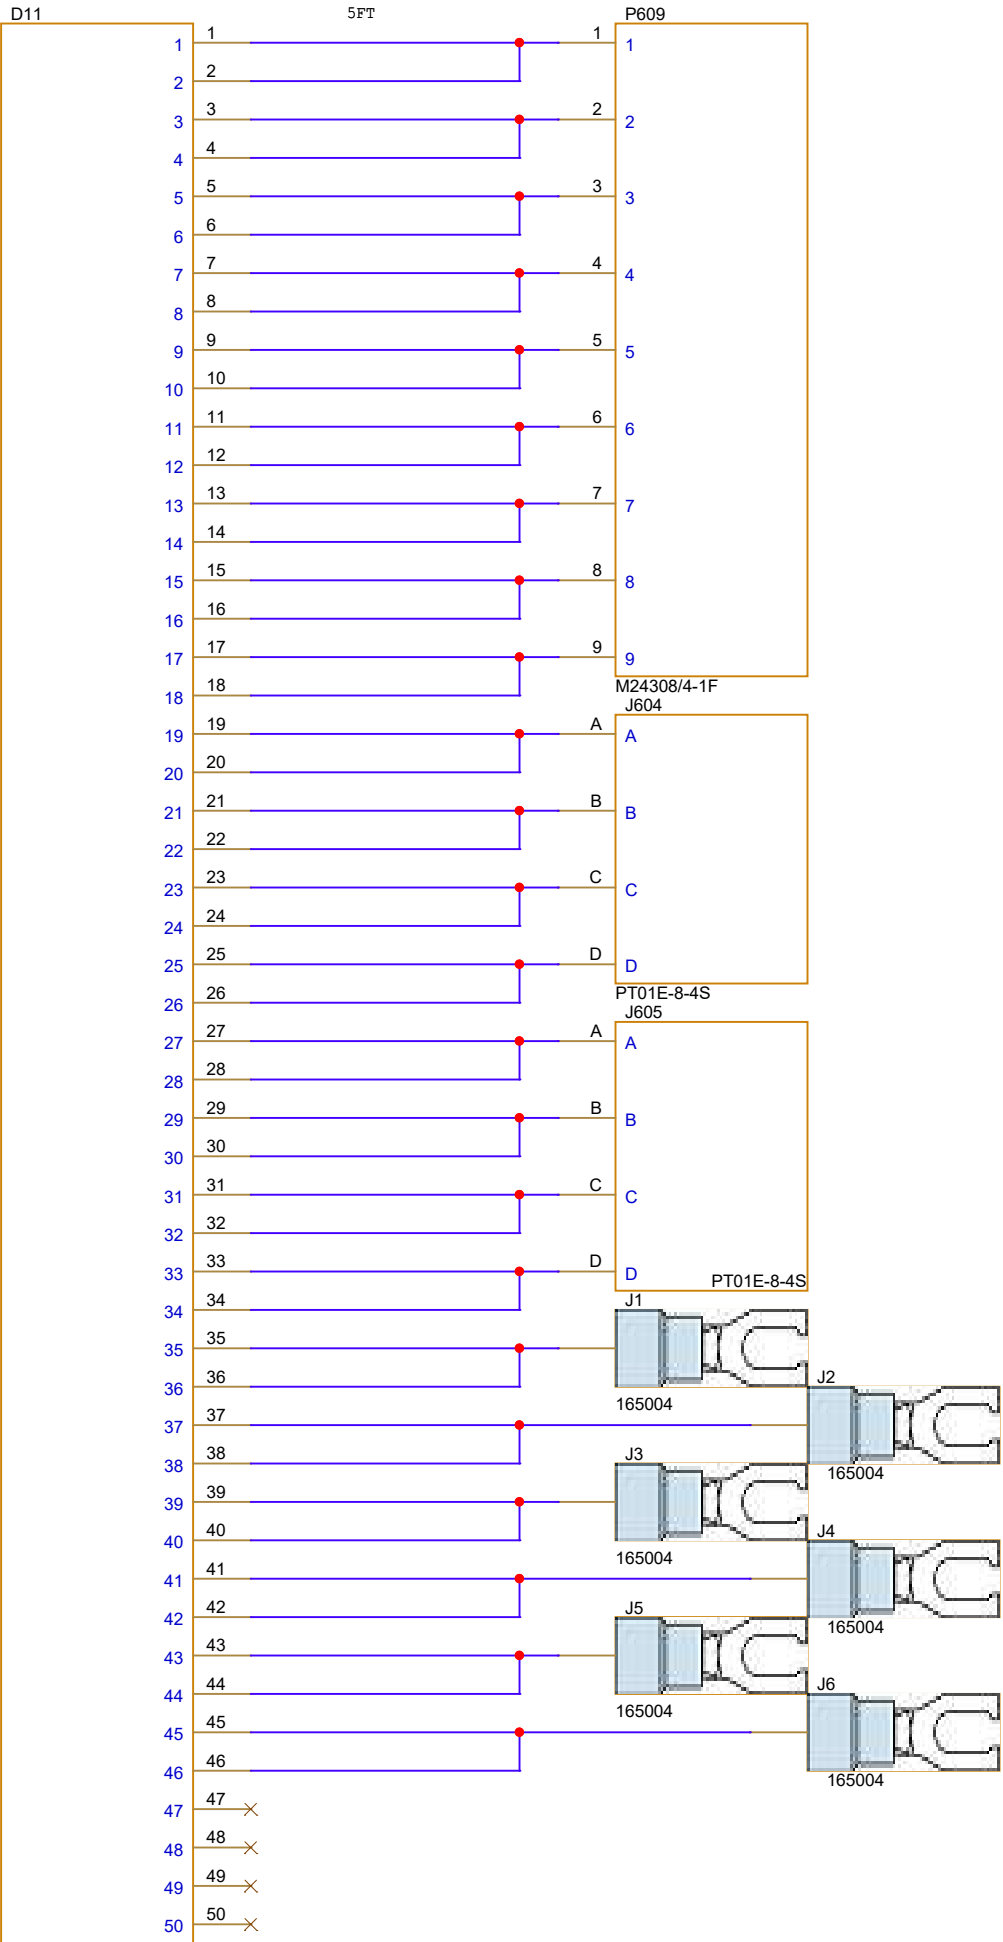 D11 5FT P609
1 1 1 1
2 2
3 3 2 2
4 4
5 5 3 3
6 6
7 7 4 4
8 8
9 9 5 5
10 10
11 11 6 6
12 12
13 13 7 7
14 14
15 15 8 8
16 16
17 17 9 9
18 18
M24308/4-1F
J604
19 19 A A
20 20
21 21 B B
22 22
23 23 C C
24 24
25 25 D D
26 26
PT01E-8-4S
J605
27 27 A A
28 28
29 29 B B
30 30
31 31 C C
32 32
33 33 D D
PT01E-8-4S
34 34
J1
35 35
36 36
J2
165004
37 37
38 38
J3
165004
39 39
40 40
J4
165004
41 41
42 42
J5
165004
43 43
44 44
J6
165004
45 45
46 46
165004
47 47
48 48
49 49
50 50